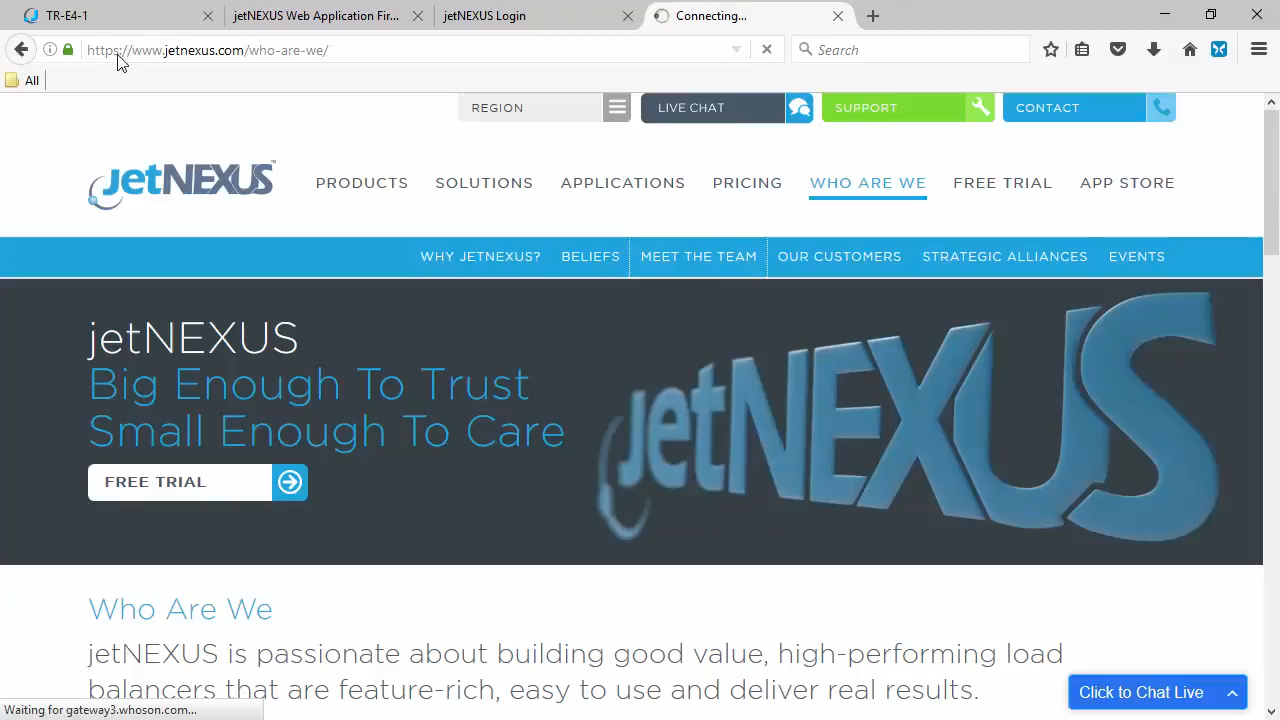 TR-E4-1
jetNEXUS Web Application Fir...
jetNEXUS Login
Connecting...
https://www.jetnexus.com/who-are-we/
Search
All
REGION
LIVE CHAT
SUPPORT
CONTACT
jetNEXUS™
PRODUCTS
SOLUTIONS
APPLICATIONS
PRICING
WHO ARE WE
FREE TRIAL
APP STORE
WHY JETNEXUS?
BELIEFS
MEET THE TEAM
OUR CUSTOMERS
STRATEGIC ALLIANCES
EVENTS
jetNEXUS
Big Enough To Trust
Small Enough To Care
FREE TRIAL
jetNEXUS
Who Are We
jetNEXUS is passionate about building good value, high-performing load
balancers that are feature-rich, easy to use and deliver real results.
Click to Chat Live
Waiting for gateway3.whoson.com...